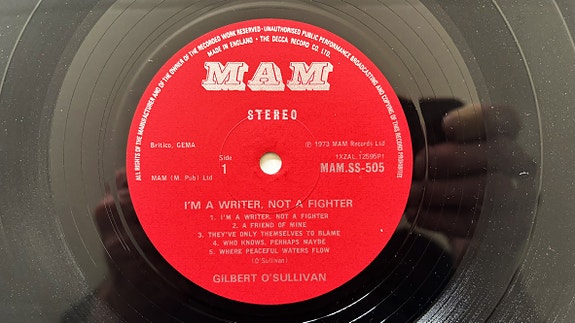 ALL RIGHTS OF THE MANUFACTURER AND OF THE OWNER OF THE RECORDED WORK RESERVED-UNAUTHORISED PUBLIC PERFORMANCE BROADCASTING AND COPYING OF THIS RECORD PROHIBITED
MADE IN ENGLAND • THE DECCA RECORD CO. LTD.
MAM
STEREO
Britico, GEMA
℗ 1973 MAM Records Ltd
Side
1XZAL.12595P1
1
MAM.SS-505
MAM (M. Pub) Ltd
I'M A WRITER, NOT A FIGHTER
1. I'M A WRITER, NOT A FIGHTER
2. A FRIEND OF MINE
3. THEY'VE ONLY THEMSELVES TO BLAME
4. WHO KNOWS, PERHAPS MAYBE
5. WHERE PEACEFUL WATERS FLOW
(O'Sullivan)
GILBERT O'SULLIVAN